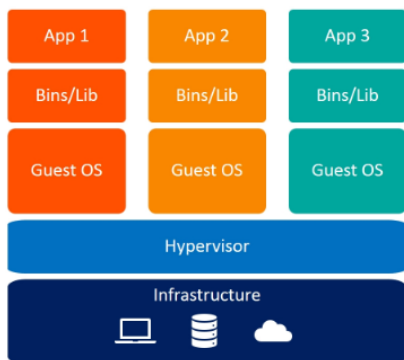 App 1 App 2 App 3
Bins/Lib Bins/Lib Bins/Lib
Guest OS Guest OS Guest OS
Hypervisor
Infrastructure